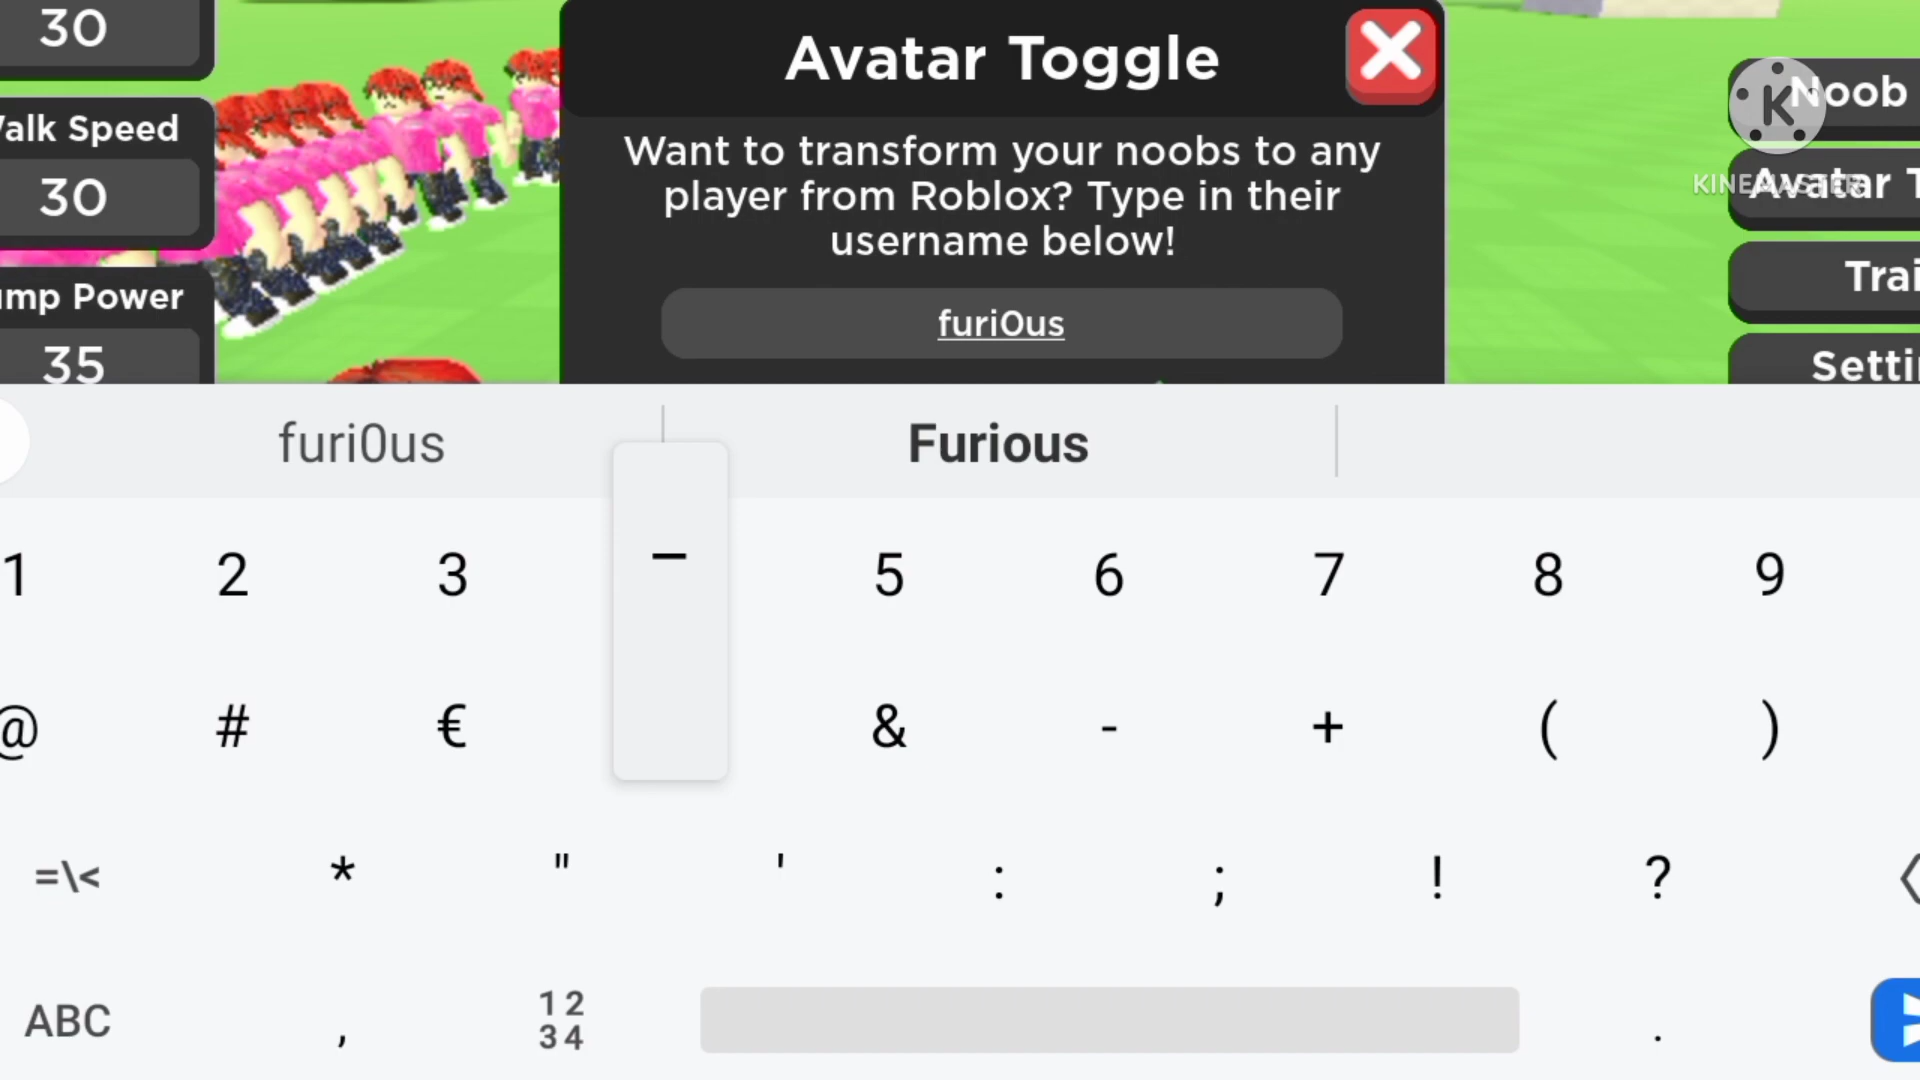 30
Walk Speed
30
Jump Power
35
Avatar Toggle
Want to transform your noobs to any
player from Roblox? Type in their
username below!
furi0us
Noob
Avatar T
Trai
Setti
K
KINEMASTER
furi0us
Furious
1 2 3 _ 5 6 7 8 9
@ # € & - + ( )
=\< * " ' : ; ! ?
ABC , 12 .
34